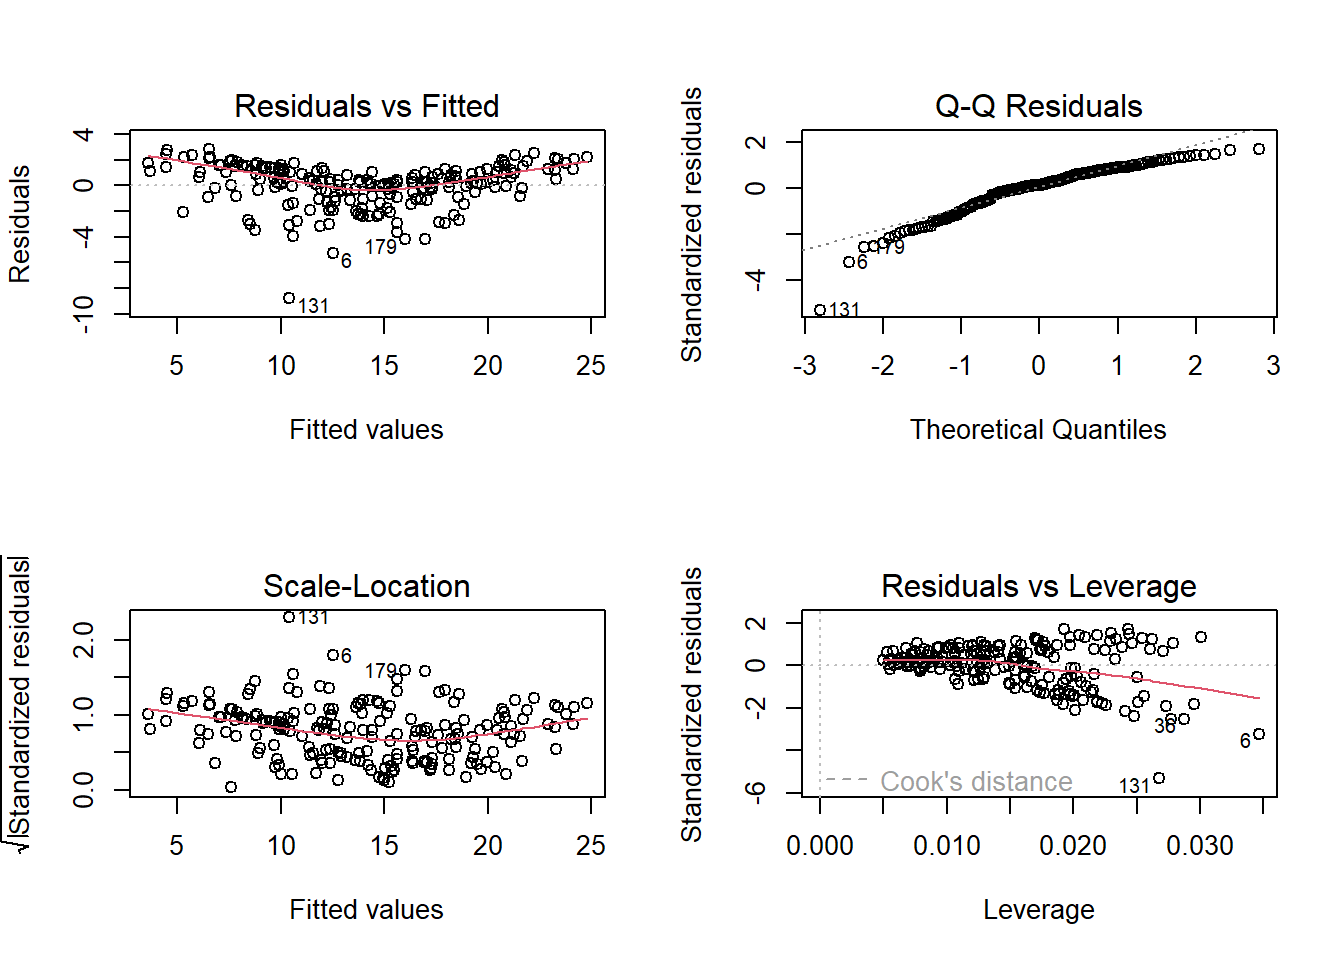 Residuals vs Fitted
Residuals
4
0
-4
-10
179
6
131
5 10 15 20 25
Fitted values
Q-Q Residuals
Standardized residuals
2
0
-4
179
6
131
-3 -2 -1 0 1 2 3
Theoretical Quantiles
Scale-Location
√|Standardized residuals|
2.0
1.0
0.0
131
6
179
5 10 15 20 25
Fitted values
Residuals vs Leverage
Standardized residuals
2
0
-2
-6
36
6
131
Cook's distance
0.000 0.010 0.020 0.030
Leverage